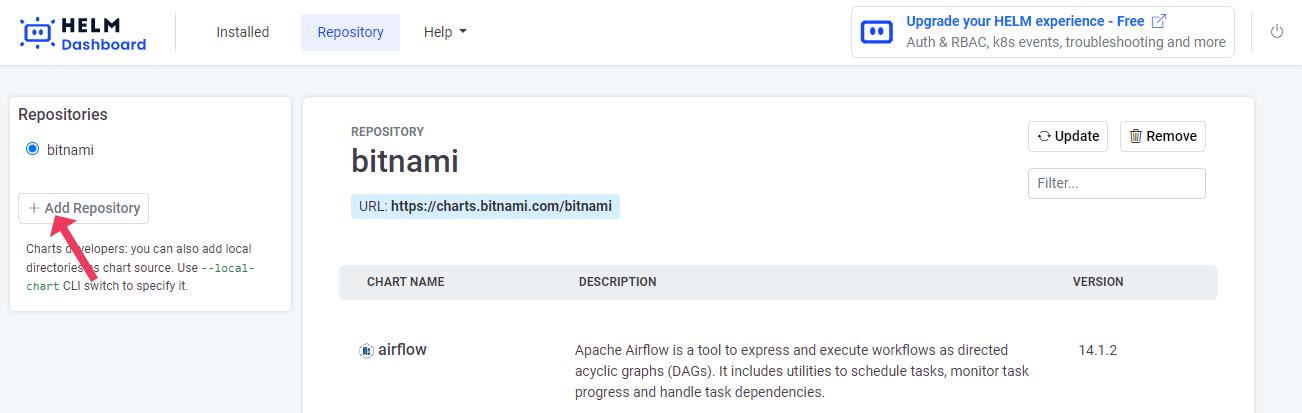 HELM
Dashboard
Installed
Repository
Help
Upgrade your HELM experience - Free
Auth & RBAC, k8s events, troubleshooting and more
Repositories
bitnami
+ Add Repository
Charts developers: you can also add local
directories as chart source. Use --local-
chart CLI switch to specify it.
REPOSITORY
bitnami
URL: https://charts.bitnami.com/bitnami
Update
Remove
Filter...
CHART NAME
DESCRIPTION
VERSION
airflow
Apache Airflow is a tool to express and execute workflows as directed
acyclic graphs (DAGs). It includes utilities to schedule tasks, monitor task
progress and handle task dependencies.
14.1.2